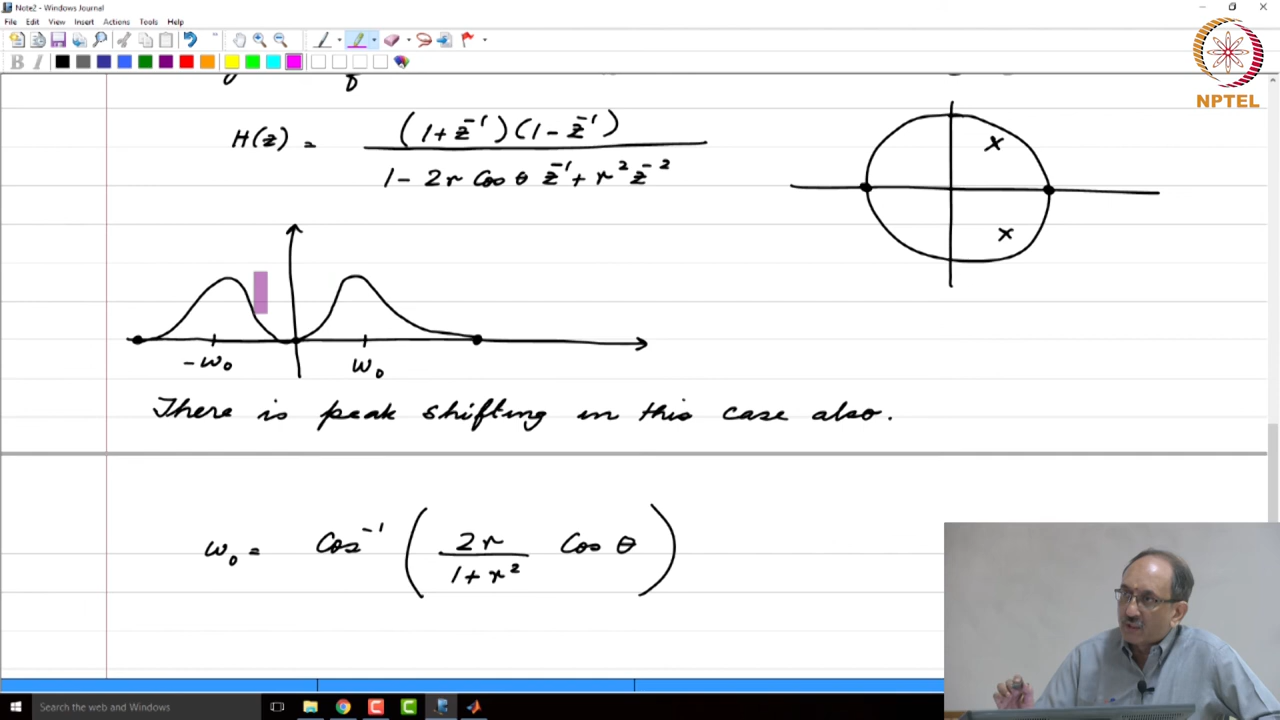 Note2 - Windows Journal
File Edit View Insert Actions Tools Help
NPTEL
H(z) = (1 + z⁻¹)(1 - z⁻¹) / 1 - 2r Cos θ z⁻¹ + r² z⁻²
-ω₀ ω₀
There is peak shifting in this case also.
ω₀ = Cos⁻¹ ( 2r / 1 + r² Cos θ )
Search the web and Windows